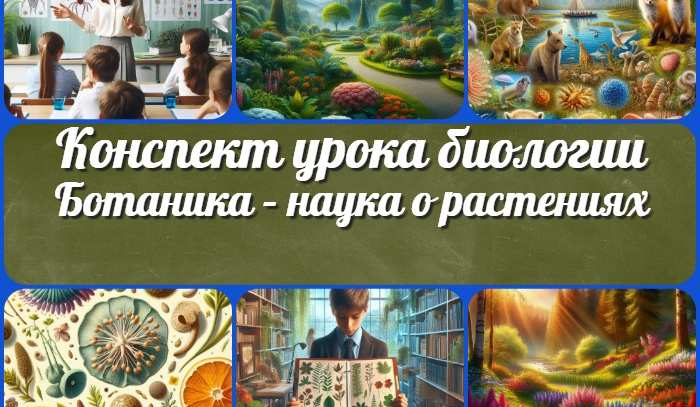 Конспект урока биологии
Ботаника - наука о растениях